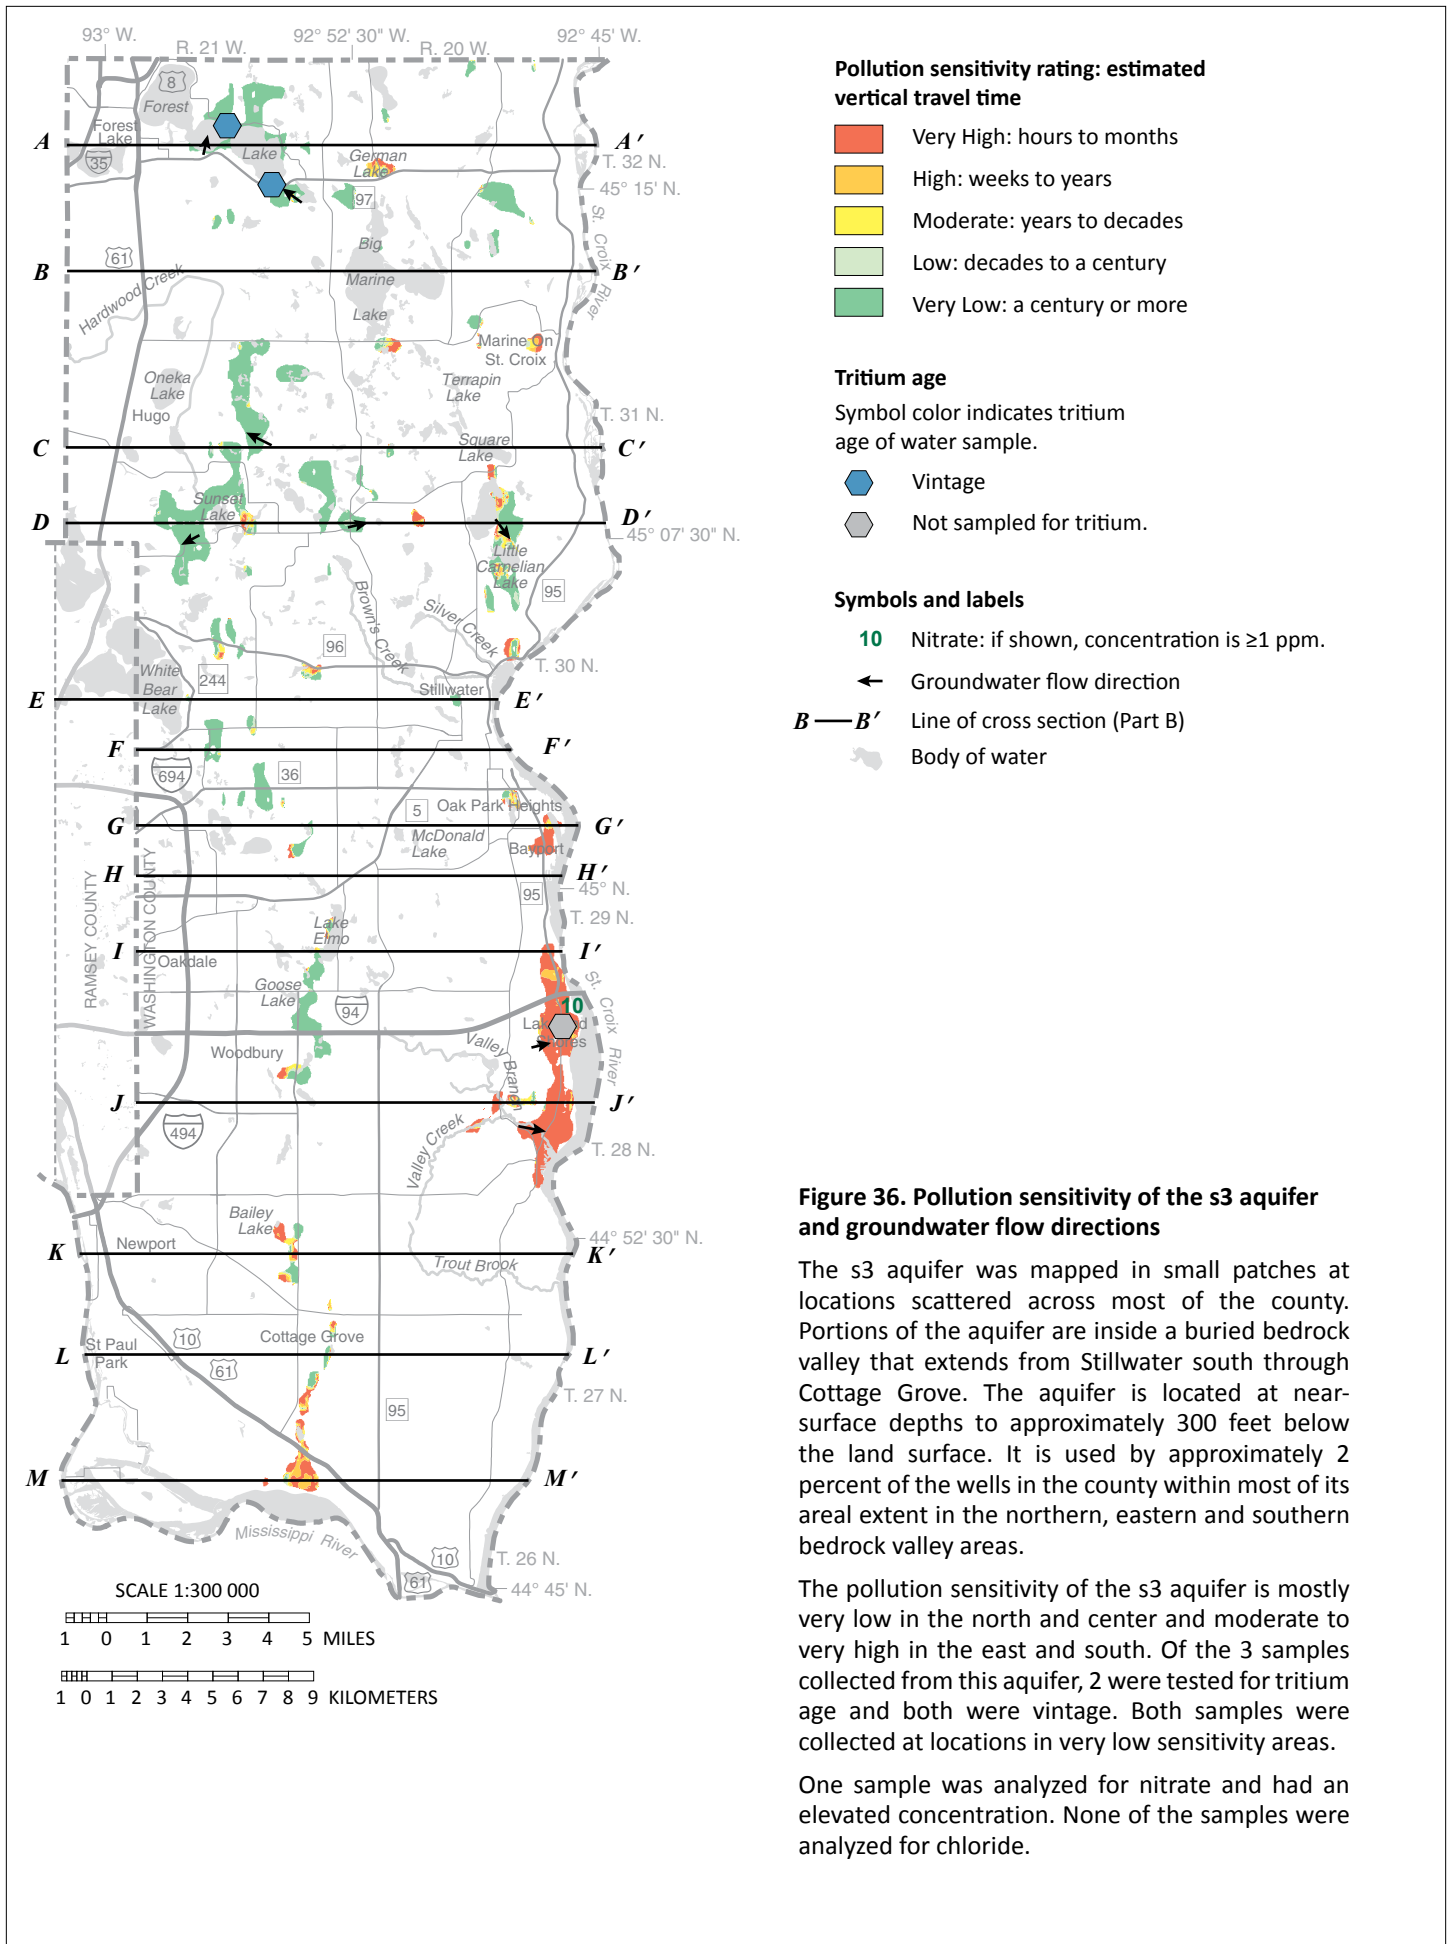 93° W.
R. 21 W.
92° 52' 30" W.
R. 20 W.
92° 45' W.
8
Forest
Forest
Lake
A
35
Lake
German
Lake
A'
T. 32 N.
45° 15' N.
97
St. Croix River
Big
Marine
Lake
61
B
B'
Hardwood Creek
Marine On
St. Croix
Oneka
Lake
Terrapin
Lake
Hugo
T. 31 N.
C
Square
Lake
C'
Sunset
Lake
D
D'
45° 07' 30" N.
Little
Carnelian
Lake
95
Brown's Creek
Silver Creek
96
T. 30 N.
White
Bear
Lake
244
Stillwater
E
E'
F
F'
694
36
5
Oak Park Heights
G
G'
McDonald
Lake
Bayport
H
H'
45° N.
95
T. 29 N.
RAMSEY COUNTY
WASHINGTON COUNTY
Lake
Elmo
I
I'
Oakdale
Goose
Lake
94
St. Croix River
10
Woodbury
Valley Branch
J
J'
494
Valley Creek
T. 28 N.
Bailey
Lake
Newport
44° 52' 30" N.
K
K'
Trout Brook
10
St Paul
Park
Cottage Grove
L
L'
61
T. 27 N.
95
M
M'
Mississippi River
10
T. 26 N.
61
44° 45' N.
SCALE 1:300 000
1 0 1 2 3 4 5 MILES
1 0 1 2 3 4 5 6 7 8 9 KILOMETERS
Pollution sensitivity rating: estimated
vertical travel time
Very High: hours to months
High: weeks to years
Moderate: years to decades
Low: decades to a century
Very Low: a century or more
Tritium age
Symbol color indicates tritium
age of water sample.
Vintage
Not sampled for tritium.
Symbols and labels
10 Nitrate: if shown, concentration is ≥1 ppm.
Groundwater flow direction
B B' Line of cross section (Part B)
Body of water
Figure 36. Pollution sensitivity of the s3 aquifer
and groundwater flow directions
The s3 aquifer was mapped in small patches at
locations scattered across most of the county.
Portions of the aquifer are inside a buried bedrock
valley that extends from Stillwater south through
Cottage Grove. The aquifer is located at near-
surface depths to approximately 300 feet below
the land surface. It is used by approximately 2
percent of the wells in the county within most of its
areal extent in the northern, eastern and southern
bedrock valley areas.
The pollution sensitivity of the s3 aquifer is mostly
very low in the north and center and moderate to
very high in the east and south. Of the 3 samples
collected from this aquifer, 2 were tested for tritium
age and both were vintage. Both samples were
collected at locations in very low sensitivity areas.
One sample was analyzed for nitrate and had an
elevated concentration. None of the samples were
analyzed for chloride.